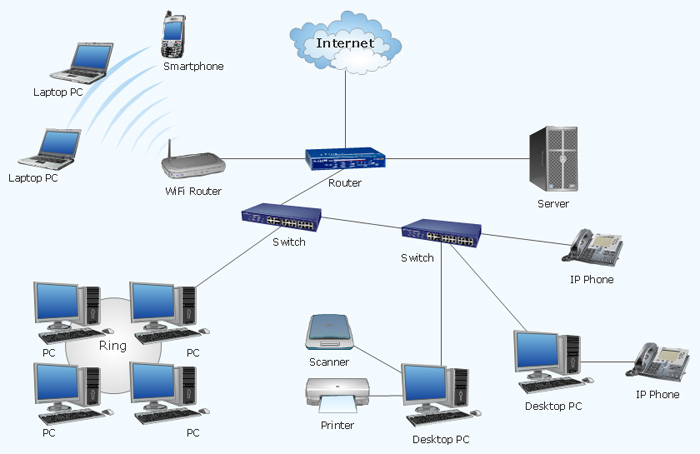 Internet
Smartphone
Laptop PC
Laptop PC
WiFi Router
Router
Server
Switch
Switch
IP Phone
Ring
PC
PC
Scanner
PC
PC
Printer
Desktop PC
Desktop PC
IP Phone